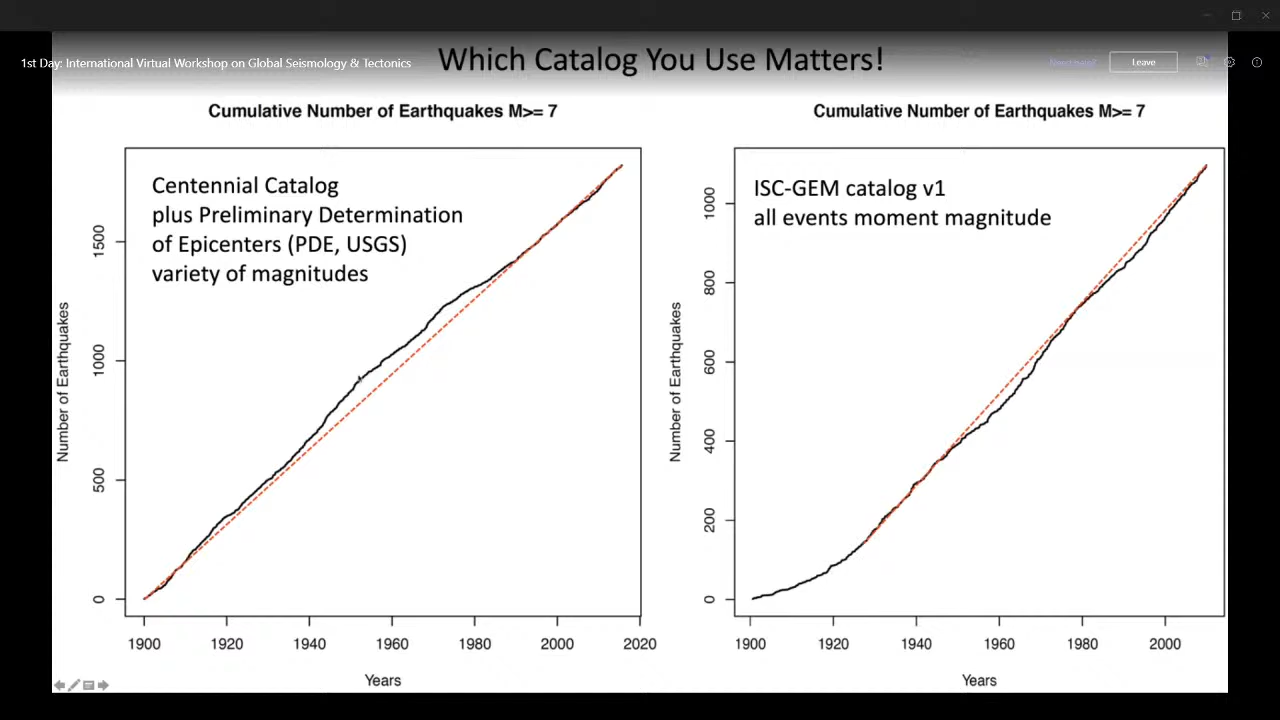 Which Catalog You Use Matters!
1st Day: International Virtual Workshop on Global Seismology & Tectonics
Leave
Cumulative Number of Earthquakes M>= 7
Centennial Catalog
plus Preliminary Determination
of Epicenters (PDE, USGS)
variety of magnitudes
Number of Earthquakes
1500
1000
500
0
1900 1920 1940 1960 1980 2000 2020
Years
Cumulative Number of Earthquakes M>= 7
ISC-GEM catalog v1
all events moment magnitude
Number of Earthquakes
1000
800
600
400
200
0
1900 1920 1940 1960 1980 2000
Years